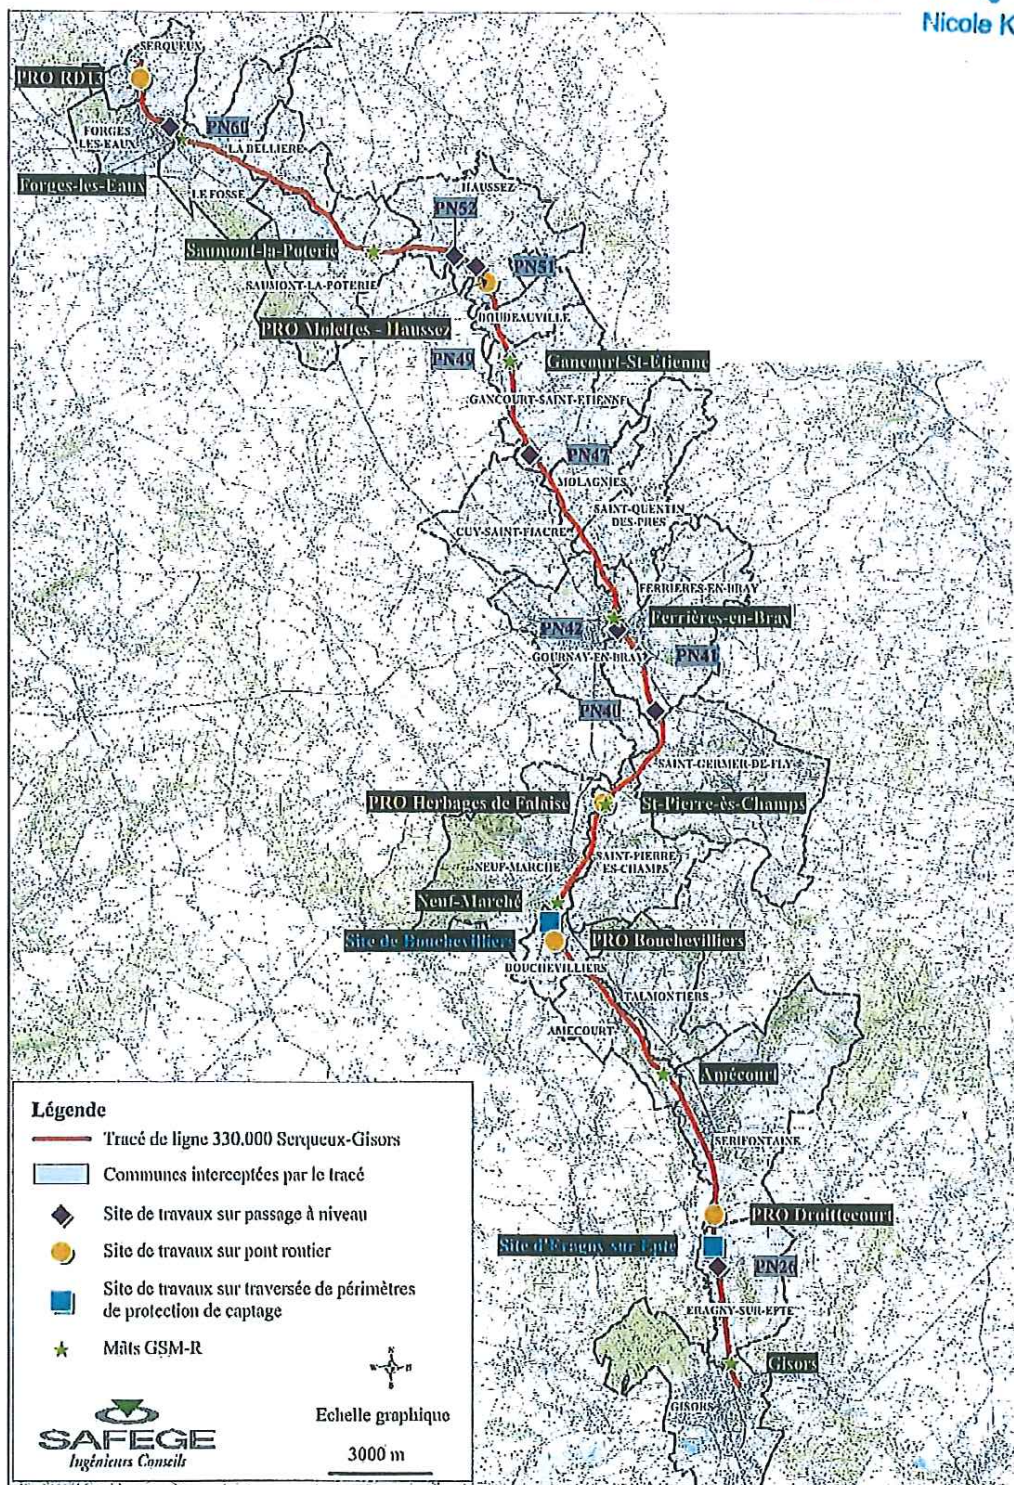 Nicole K
SERQUEUX
PRO RD13
PN60
FORGES
LES-EAUX
LA BELLIERE
Forges-les-Eaux
LE FOSSE
HAUSSEZ
PN52
Saumont-la-Poterie
PN51
SAUMONT-LA-POTERIE
DOUDEAUVILLE
PRO Molettes - Haussez
PN49
Gancourt-St-Etienne
GANCOURT-SAINT-ETIENNE
PN47
MOLAGNIES
SAINT-QUENTIN
DES-PRES
CUY-SAINT-FIACRE
FERRIERES-EN-BRAY
PN42
Ferrières-en-Bray
GOURNAY-EN-BRAY
PN41
PN40
SAINT-GERMER-DE-FLY
PRO Herbages de Falaise
St-Pierre-ès-Champs
NEUF-MARCHE
SAINT-PIERRE
ES-CHAMPS
Neuf-Marché
Site de Bouchevilliers
PRO Bouchevilliers
BOUCHEVILLIERS
TALMONTIERS
AMECOURT
Amécourt
SERIFONTAINE
PRO Droittecourt
Site d'Eragny sur Epte
PN26
ERAGNY-SUR-EPTE
Gisors
GISORS
Légende
Tracé de ligne 330.000 Serqueux-Gisors
Communes interceptées par le tracé
Site de travaux sur passage à niveau
Site de travaux sur pont routier
Site de travaux sur traversée de périmètres
de protection de captage
Mâts GSM-R
N
W
E
S
Echelle graphique
3000 m
SAFEGE
Ingénieurs Conseils